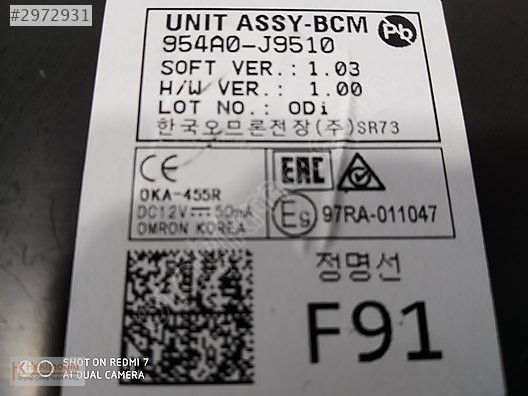 #2972931
UNIT ASSY-BCM
Pb
954A0-J9510
SOFT VER.: 1.03
H/W VER.: 1.00
LOT NO.: 0Di
한국오므론전장(주)SR73
CE
EAC
OKA-455R
DC12V 50mA
OMRON KOREA
E9 97RA-011047
정명선
F91
SHOT ON REDMI 7
AI DUAL CAMERA